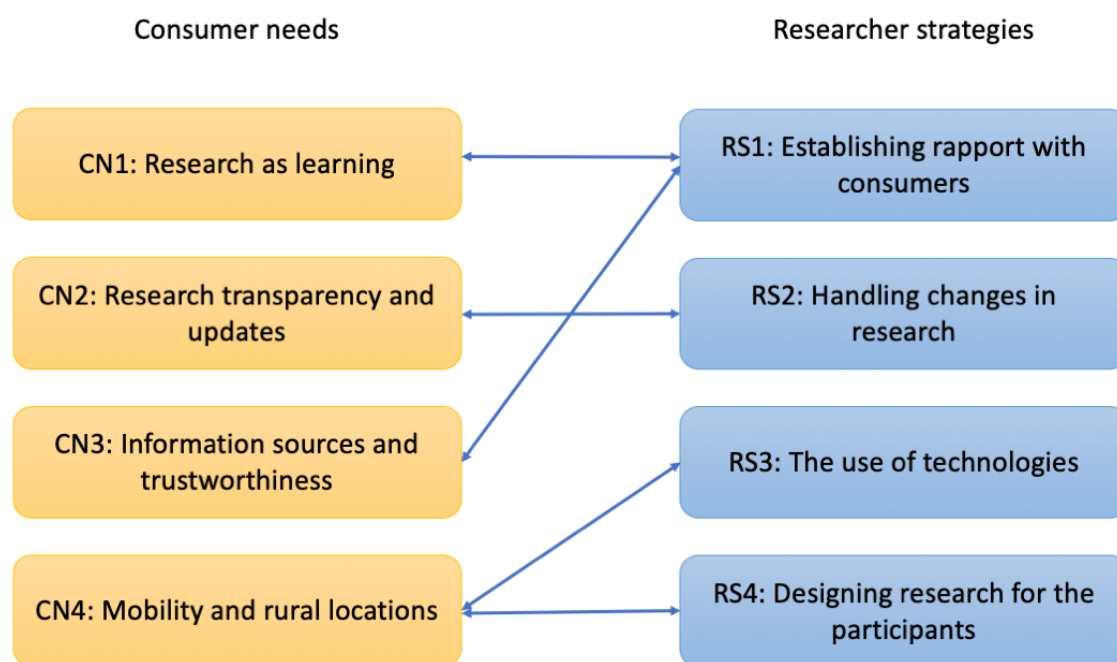 Consumer needs
Researcher strategies
CN1: Research as learning
RS1: Establishing rapport with
consumers
CN2: Research transparency and
updates
RS2: Handling changes in
research
CN3: Information sources and
trustworthiness
RS3: The use of technologies
CN4: Mobility and rural locations
RS4: Designing research for the
participants